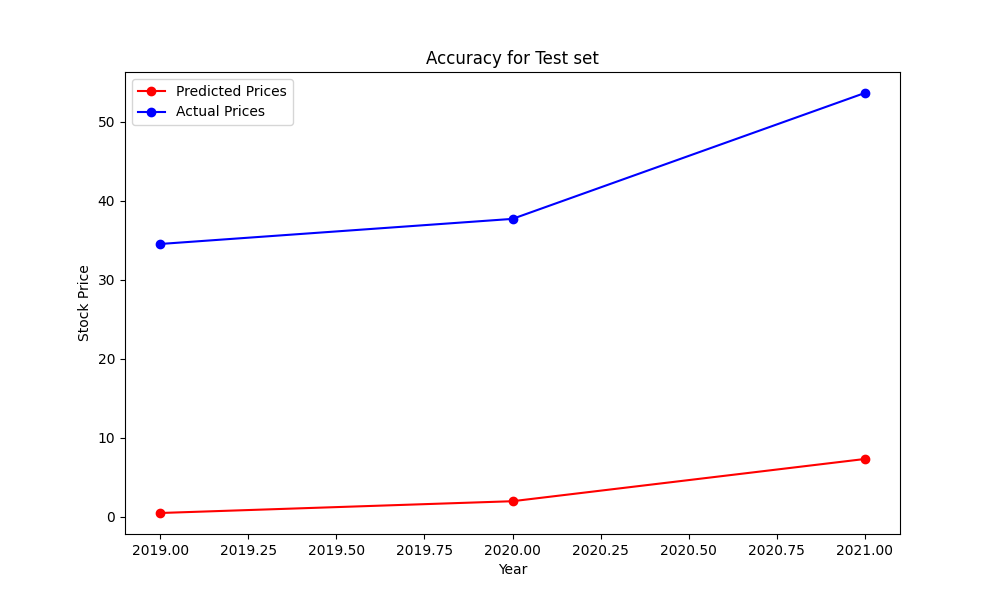 Accuracy for Test set
Predicted Prices
Actual Prices
50
40
30
20
10
0
Stock Price
2019.00 2019.25 2019.50 2019.75 2020.00 2020.25 2020.50 2020.75 2021.00
Year